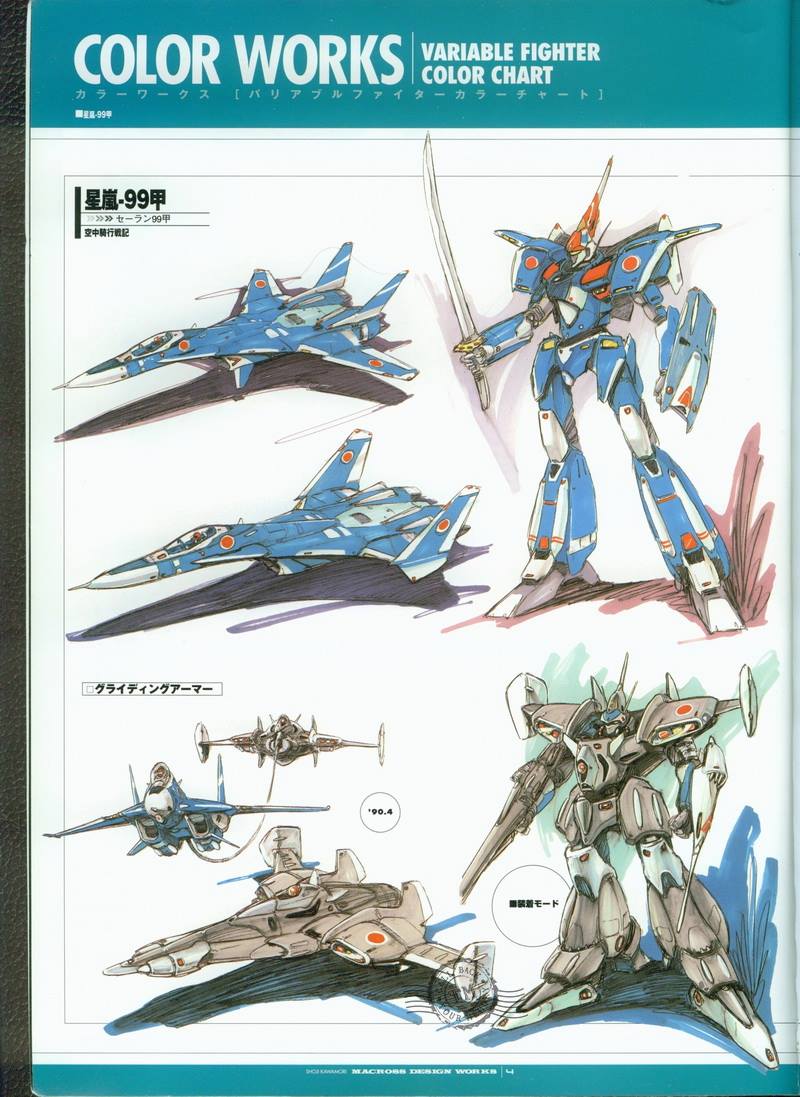 COLOR WORKS
VARIABLE FIGHTER
COLOR CHART
カラーワークス [バリアブルファイターカラーチャート]
■星嵐-99甲
星嵐-99甲
>>> セーラン99甲
空中騎行戦記
□グライディングアーマー
'90.4
■装着モード
BACK
SHOJI KAWAMORI MACROSS DESIGN WORKS | 4